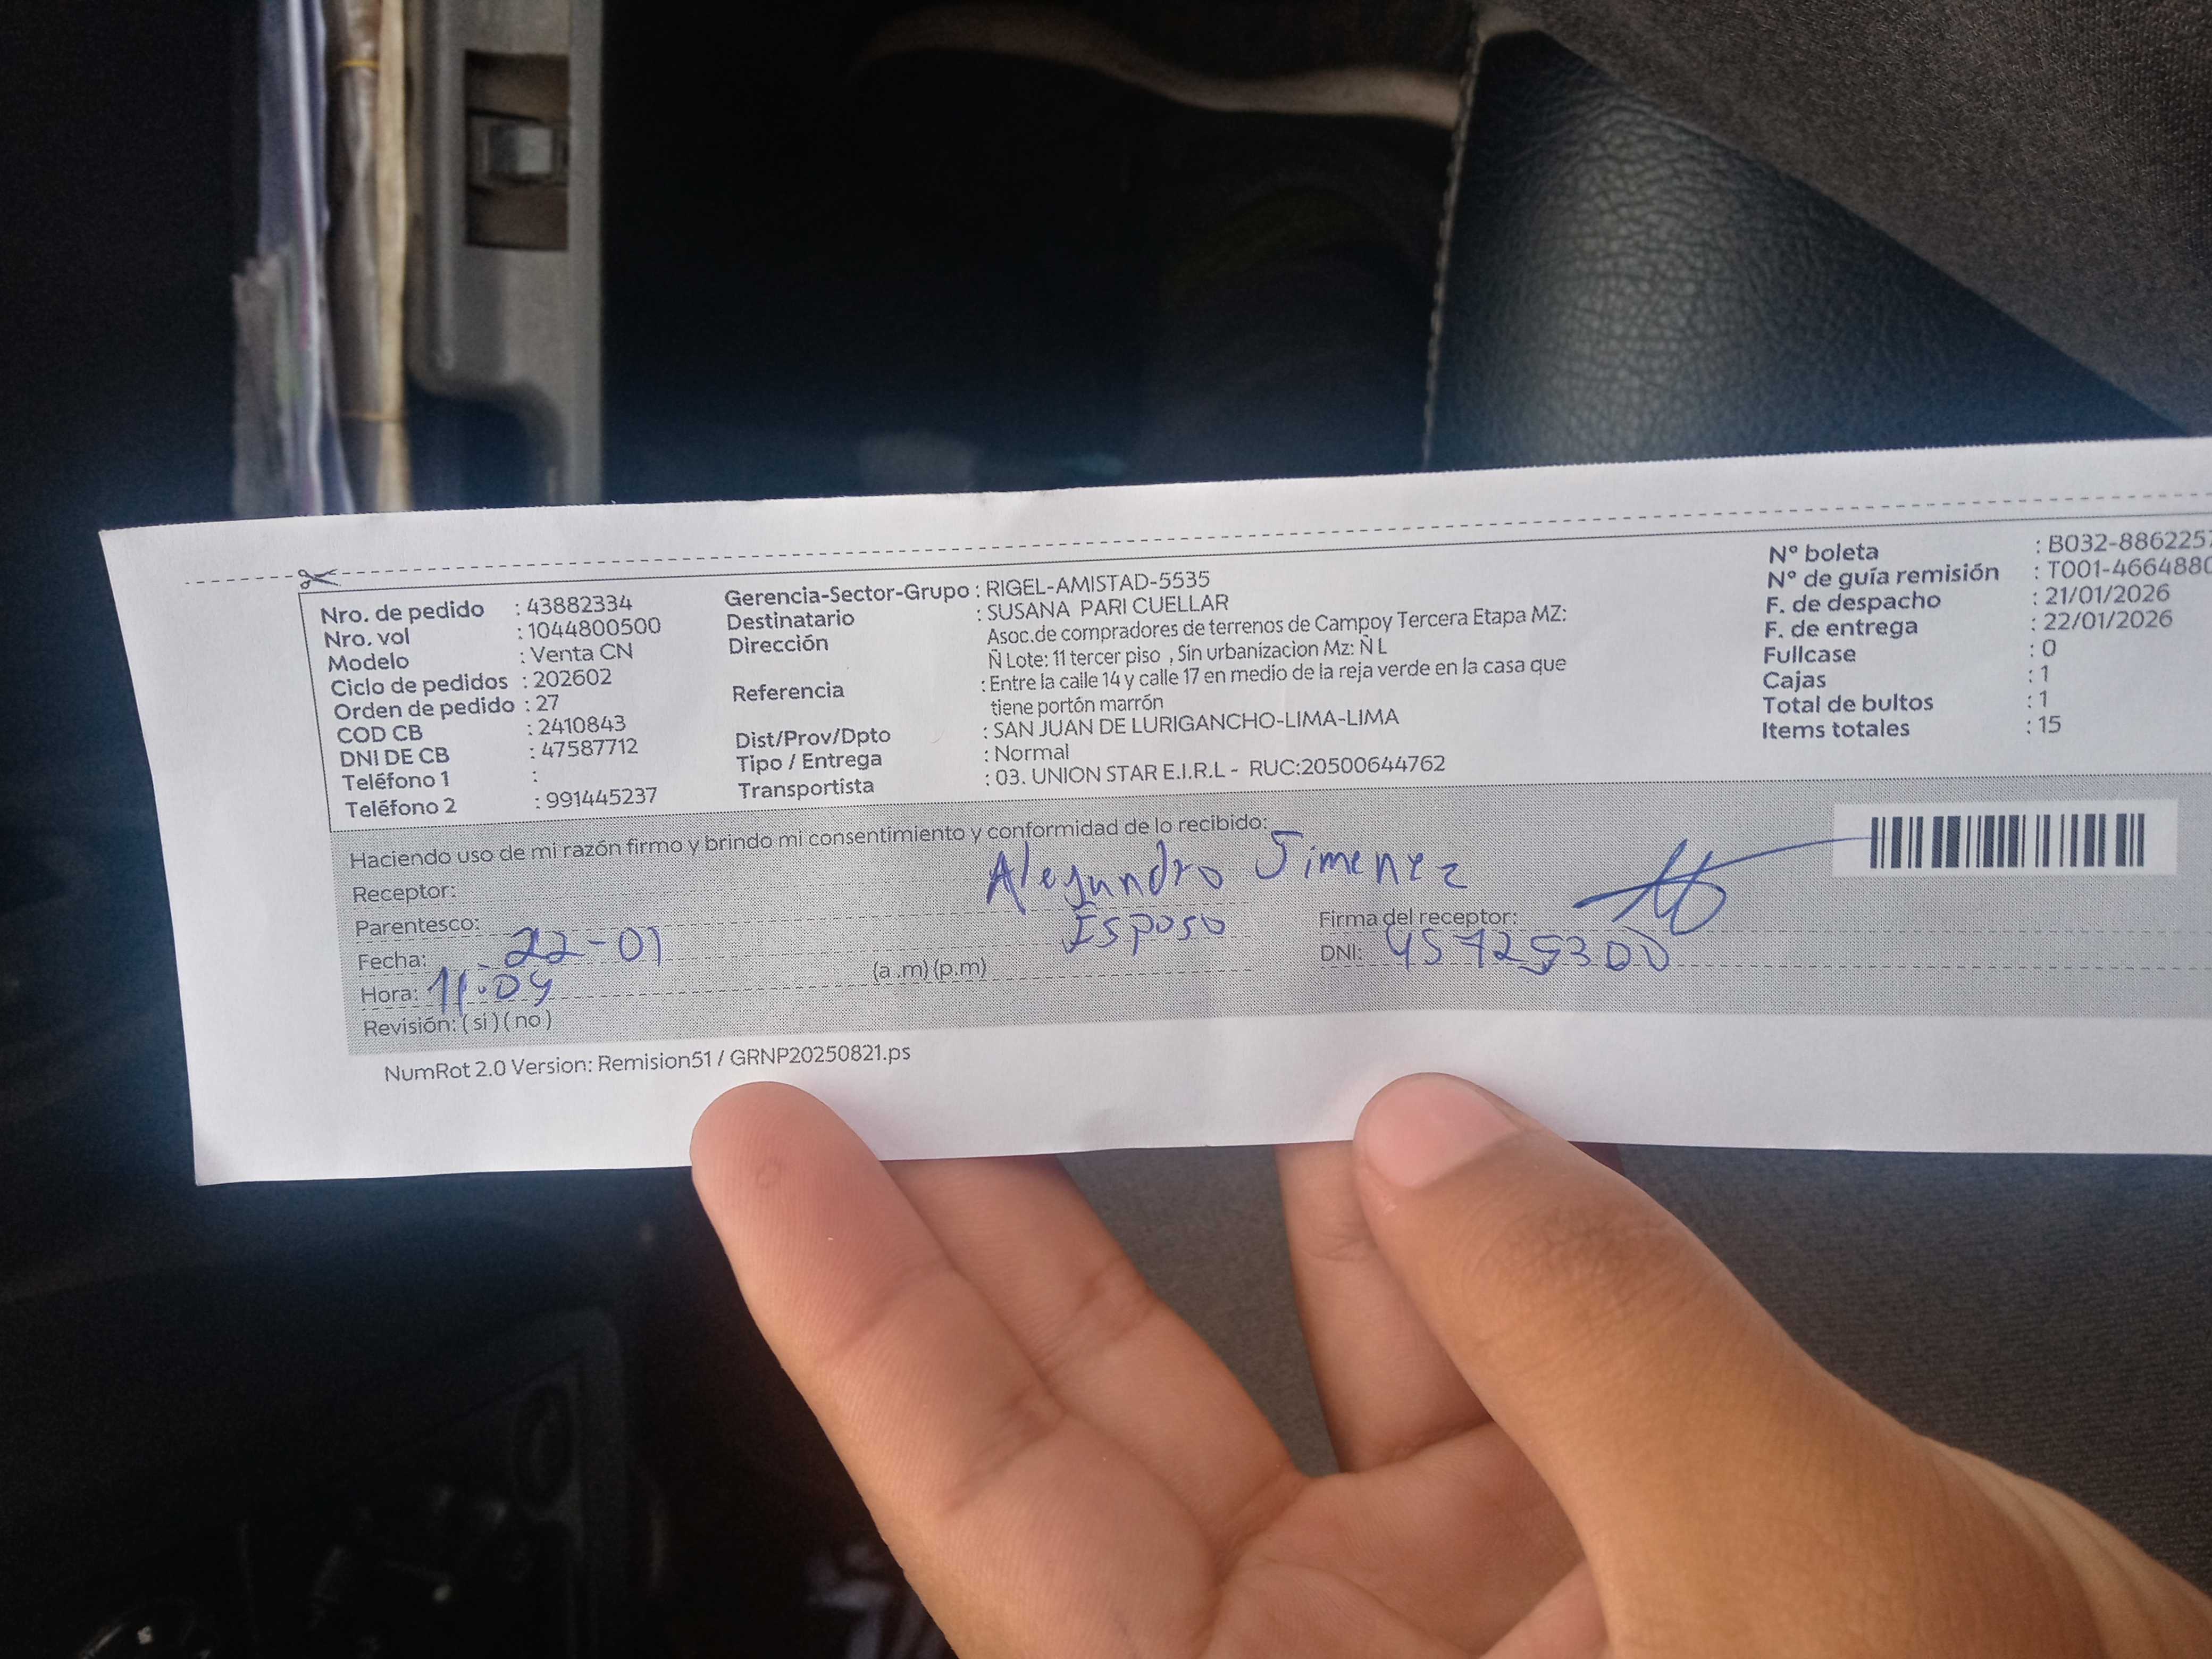 Nro. de pedido : 43882334
Nro. vol : 1044800500
Modelo : Venta CN
Ciclo de pedidos : 202602
Orden de pedido : 27
COD CB : 2410843
DNI DE CB : 47587712
Teléfono 1 :
Teléfono 2 : 991445237
Gerencia-Sector-Grupo : RIGEL-AMISTAD-5535
Destinatario : SUSANA PARI CUELLAR
Dirección Asoc.de compradores de terrenos de Campoy Tercera Etapa MZ:
Ñ Lote: 11 tercer piso , Sin urbanizacion Mz: Ñ L
Referencia : Entre la calle 14 y calle 17 en medio de la reja verde en la casa que
tiene portón marrón
Dist/Prov/Dpto : SAN JUAN DE LURIGANCHO-LIMA-LIMA
Tipo / Entrega : Normal
Transportista : 03. UNION STAR E.I.R.L - RUC:20500644762
N° boleta : B032-8862257
N° de guía remisión : T001-4664880
F. de despacho : 21/01/2026
F. de entrega : 22/01/2026
Fullcase : 0
Cajas : 1
Total de bultos : 1
Items totales : 15
Haciendo uso de mi razón firmo y brindo mi consentimiento y conformidad de lo recibido:
Receptor: Alejandro Jimenez
Parentesco: Esposo
Firma del receptor:
Fecha: 22-01
DNI: 45725300
Hora: 11:04 (a .m) (p.m)
Revisión: ( si ) ( no )
NumRot 2.0 Version: Remision51 / GRNP20250821.ps